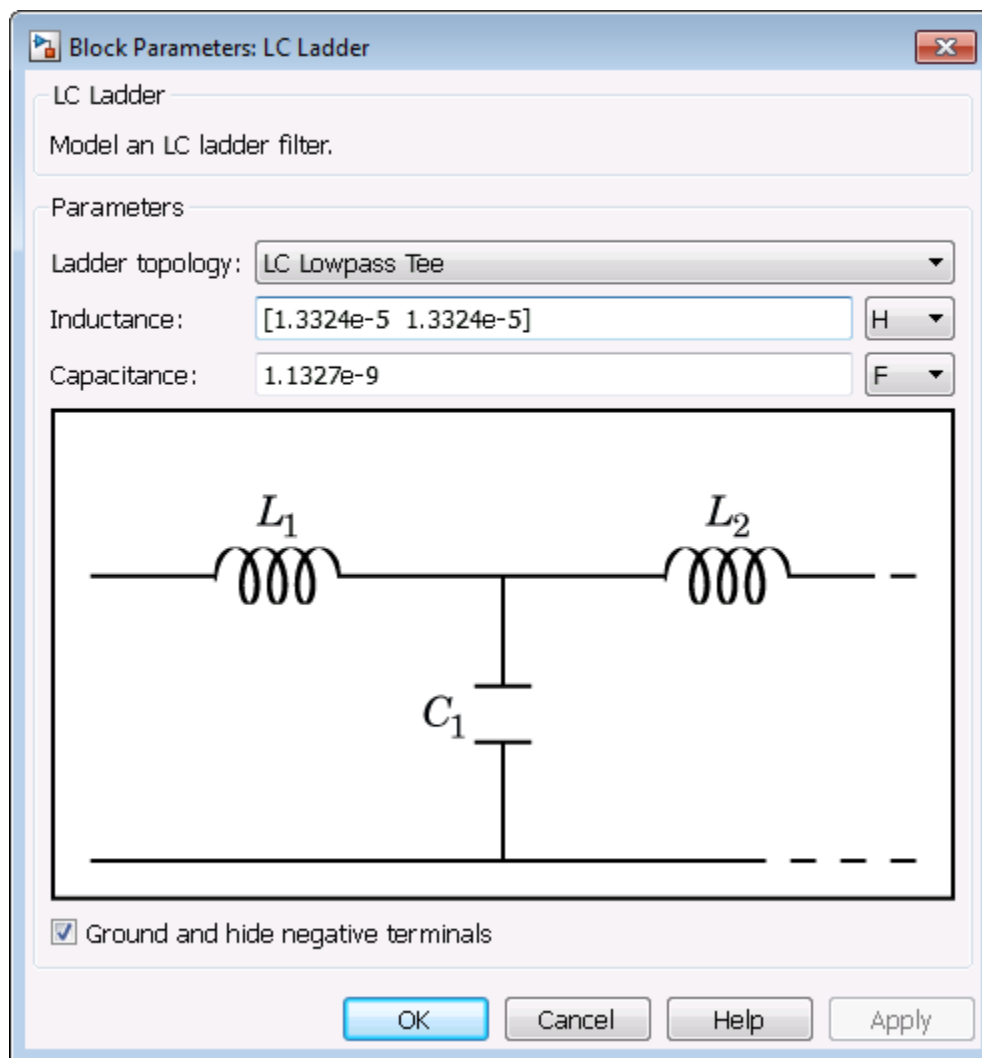 Block Parameters: LC Ladder
LC Ladder
Model an LC ladder filter.
Parameters
Ladder topology: LC Lowpass Tee
Inductance: [1.3324e-5 1.3324e-5] H
Capacitance: 1.1327e-9 F
L1 L2
C1
Ground and hide negative terminals
OK Cancel Help Apply